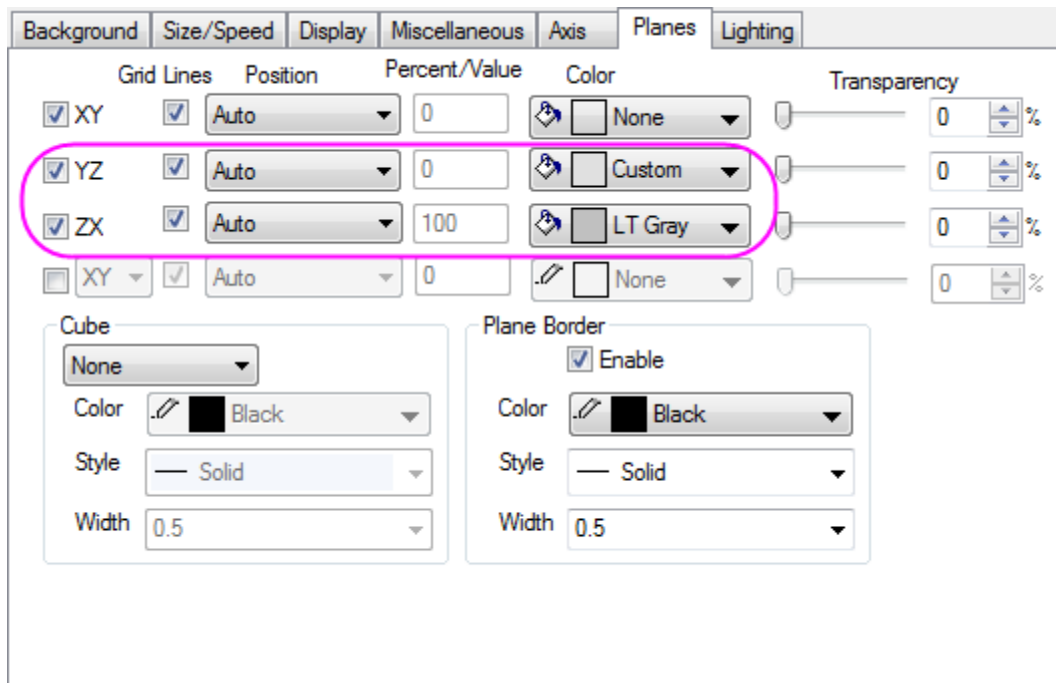 Background Size/Speed Display Miscellaneous Axis Planes Lighting
Grid Lines Position Percent/Value Color Transparency
XY Auto 0 None 0 %
YZ Auto 0 Custom 0 %
ZX Auto 100 LT Gray 0 %
XY Auto 0 None 0 %
Cube
None
Color Black
Style Solid
Width 0.5
Plane Border
Enable
Color Black
Style Solid
Width 0.5